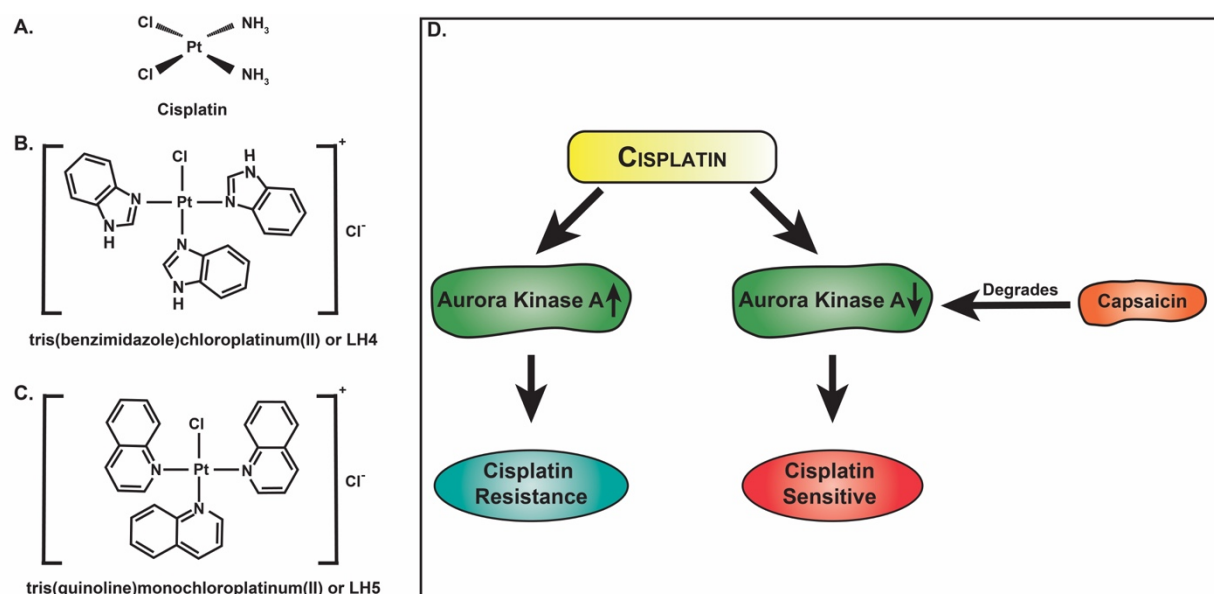 A.
Cl
NH3
Pt
Cl
NH3
Cisplatin
B.
+
Cl
H
N
N
Pt
N
N
N
H
N
N
H
Cl-
tris(benzimidazole)chloroplatinum(II) or LH4
C.
+
Cl
N
Pt
N
N
Cl-
tris(quinoline)monochloroplatinum(II) or LH5
D.
CISPLATIN
Aurora Kinase A
Aurora Kinase A
Degrades
Capsaicin
Cisplatin
Resistance
Cisplatin
Sensitive